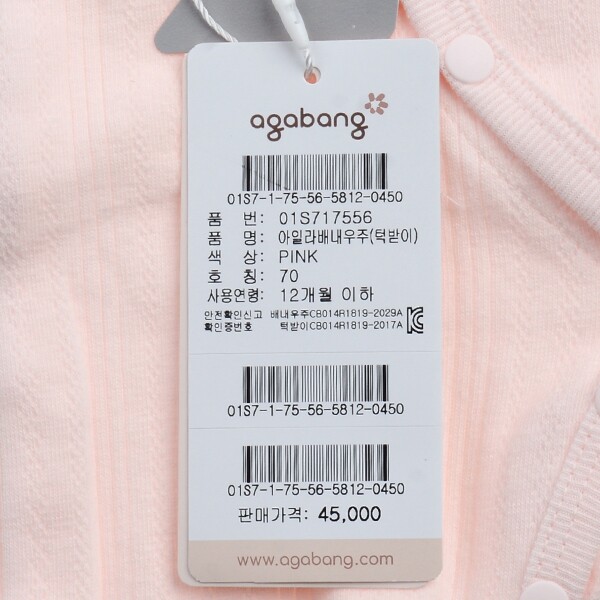 agabang
01S7-1-75-56-5812-0450
품 번: 01S717556
품 명: 아일라배내우주(턱받이)
색 상: PINK
호 칭: 70
사용연령: 12개월 이하
안전확인신고 배내우주CB014R1819-2029A
확인증번호 턱받이CB014R1819-2017A
01S7-1-75-56-5812-0450
01S7-1-75-56-5812-0450
판매가격: 45,000
www.agabang.com